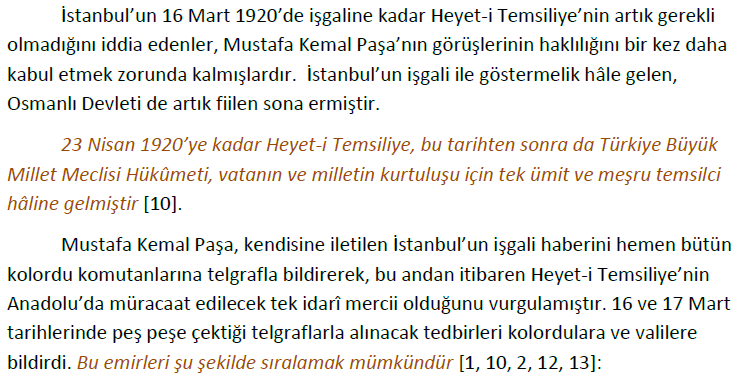 İstanbul’un 16 Mart 1920’de işgaline kadar Heyet-i Temsiliye’nin artık gerekli
olmadığını iddia edenler, Mustafa Kemal Paşa’nın görüşlerinin haklılığını bir kez daha
kabul etmek zorunda kalmışlardır. İstanbul’un işgali ile göstermelik hâle gelen,
Osmanlı Devleti de artık fiilen sona ermiştir.
23 Nisan 1920’ye kadar Heyet-i Temsiliye, bu tarihten sonra da Türkiye Büyük
Millet Meclisi Hükûmeti, vatanın ve milletin kurtuluşu için tek ümit ve meşru temsilci
hâline gelmiştir [10].
Mustafa Kemal Paşa, kendisine iletilen İstanbul’un işgali haberini hemen bütün
kolordu komutanlarına telgrafla bildirerek, bu andan itibaren Heyet-i Temsiliye’nin
Anadolu’da müracaat edilecek tek idarî mercii olduğunu vurgulamıştır. 16 ve 17 Mart
tarihlerinde peş peşe çektiği telgraflarla alınacak tedbirleri kolordulara ve valilere
bildirdi. Bu emirleri şu şekilde sıralamak mümkündür [1, 10, 2, 12, 13]: